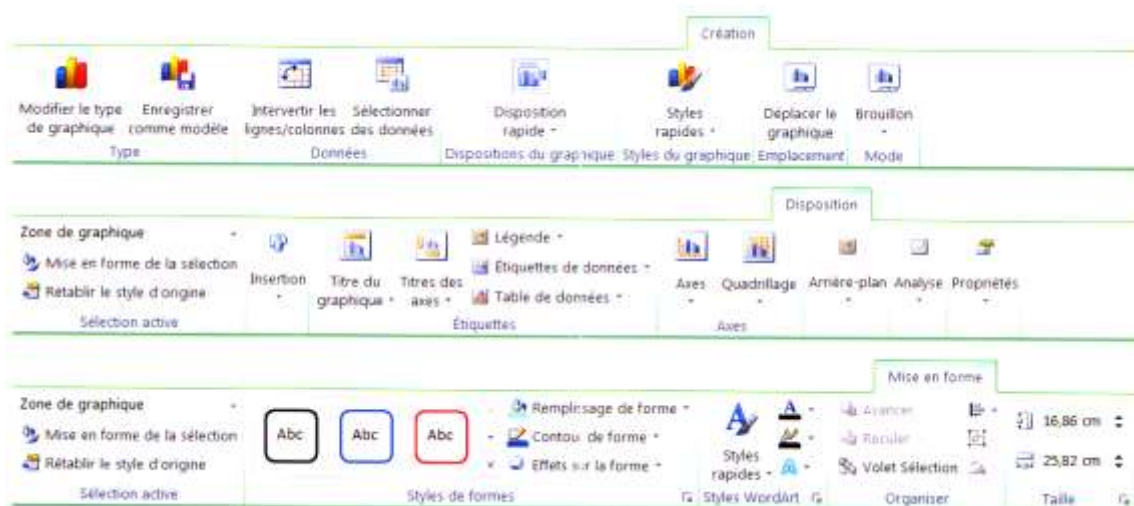 Création
Modifier le type de graphique
Enregistrer comme modèle
Intervertir les lignes/colonnes
Sélectionner des données
Disposition rapide
Styles rapides
Déplacer le graphique
Brouillon
Type
Données
Dispositions du graphique
Styles du graphique
Emplacement
Mode
Disposition
Zone de graphique
Mise en forme de la sélection
Rétablir le style d'origine
Insertion
Titre du graphique
Titres des axes
Légende
Étiquettes de données
Table de données
Axes
Quadrillage
Arrière-plan
Analyse
Propriétés
Sélection active
Étiquettes
Axes
Mise en forme
Zone de graphique
Mise en forme de la sélection
Rétablir le style d'origine
Abc
Abc
Abc
Remplissage de forme
Contour de forme
Effets sur la forme
Styles rapides
Avancer
Reculer
Volet Sélection
16,86 cm
25,82 cm
Sélection active
Styles de formes
Styles WordArt
Organiser
Taille